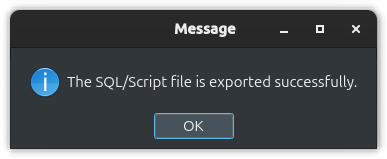 Message
The SQL/Script file is exported successfully.
OK